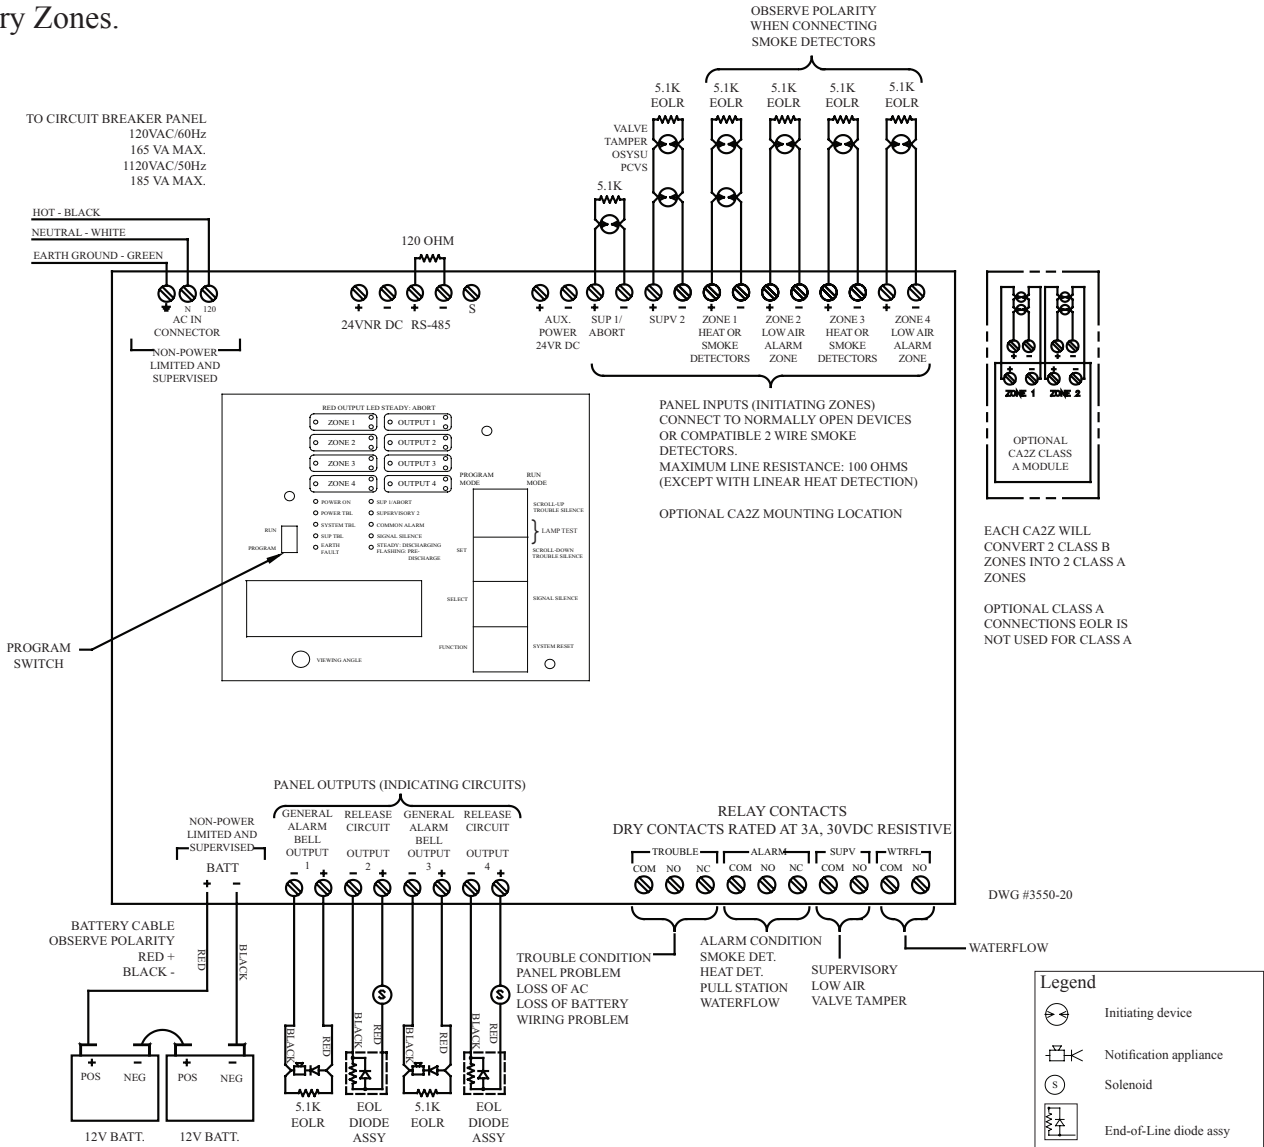 ry Zones.
OBSERVE POLARITY
WHEN CONNECTING
SMOKE DETECTORS
5.1K
EOLR
5.1K
EOLR
5.1K
EOLR
5.1K
EOLR
5.1K
EOLR
TO CIRCUIT BREAKER PANEL
120VAC/60Hz
165 VA MAX.
1120VAC/50Hz
185 VA MAX.
VALVE
TAMPER
OSYSU
PCVS
5.1K
HOT - BLACK
NEUTRAL - WHITE
EARTH GROUND - GREEN
120 OHM
N 120
AC IN
CONNECTOR
NON-POWER
LIMITED AND
SUPERVISED
+ - + - S
24VNR DC RS-485
+ - + - + - + - + - + - + -
AUX.
POWER
24VR DC
SUP 1/
ABORT
SUPV 2
ZONE 1
HEAT OR
SMOKE
DETECTORS
ZONE 2
LOW AIR
ALARM
ZONE
ZONE 3
HEAT OR
SMOKE
DETECTORS
ZONE 4
LOW AIR
ALARM
ZONE
+ - + -
+ - + -
ZONE 1 ZONE 2
OPTIONAL
CA2Z CLASS
A MODULE
PANEL INPUTS (INITIATING ZONES)
CONNECT TO NORMALLY OPEN DEVICES
OR COMPATIBLE 2 WIRE SMOKE
DETECTORS.
MAXIMUM LINE RESISTANCE: 100 OHMS
(EXCEPT WITH LINEAR HEAT DETECTION)
OPTIONAL CA2Z MOUNTING LOCATION
EACH CA2Z WILL
CONVERT 2 CLASS B
ZONES INTO 2 CLASS A
ZONES
OPTIONAL CLASS A
CONNECTIONS EOLR IS
NOT USED FOR CLASS A
RED OUTPUT LED STEADY: ABORT
ZONE 1 OUTPUT 1
ZONE 2 OUTPUT 2
ZONE 3 OUTPUT 3
ZONE 4 OUTPUT 4
POWER ON SUP 1/ABORT
POWER TBL SUPERVISORY 2
SYSTEM TBL COMMON ALARM
SUP TBL SIGNAL SILENCE
EARTH
FAULT
STEADY: DISCHARGING
FLASHING: PRE-
DISCHARGE
RUN
PROGRAM
PROGRAM
MODE
RUN
MODE
SCROLL-UP
TROUBLE SILENCE
LAMP TEST
SET
SCROLL-DOWN
TROUBLE SILENCE
SELECT
SIGNAL SILENCE
FUNCTION
SYSTEM RESET
VIEWING ANGLE
PROGRAM
SWITCH
PANEL OUTPUTS (INDICATING CIRCUITS)
NON-POWER
LIMITED AND
SUPERVISED
BATT
+ -
GENERAL
ALARM
BELL
OUTPUT
1
- +
RELEASE
CIRCUIT
OUTPUT
2
- +
GENERAL
ALARM
BELL
OUTPUT
3
- +
RELEASE
CIRCUIT
OUTPUT
4
- +
RELAY CONTACTS
DRY CONTACTS RATED AT 3A, 30VDC RESISTIVE
TROUBLE ALARM SUPV WTRFL
COM NO NC COM NO NC COM NO COM NO
DWG #3550-20
BATTERY CABLE
OBSERVE POLARITY
RED +
BLACK -
RED
BLACK
TROUBLE CONDITION
PANEL PROBLEM
LOSS OF AC
LOSS OF BATTERY
WIRING PROBLEM
ALARM CONDITION
SMOKE DET.
HEAT DET.
PULL STATION
WATERFLOW
SUPERVISORY
LOW AIR
VALVE TAMPER
WATERFLOW
S
S
BLACK
RED
BLACK
RED
BLACK
RED
BLACK
RED
+ - + -
POS NEG POS NEG
12V BATT. 12V BATT.
5.1K
EOLR
EOL
DIODE
ASSY
5.1K
EOLR
EOL
DIODE
ASSY
Legend
Initiating device
Notification appliance
S Solenoid
End-of-Line diode assy